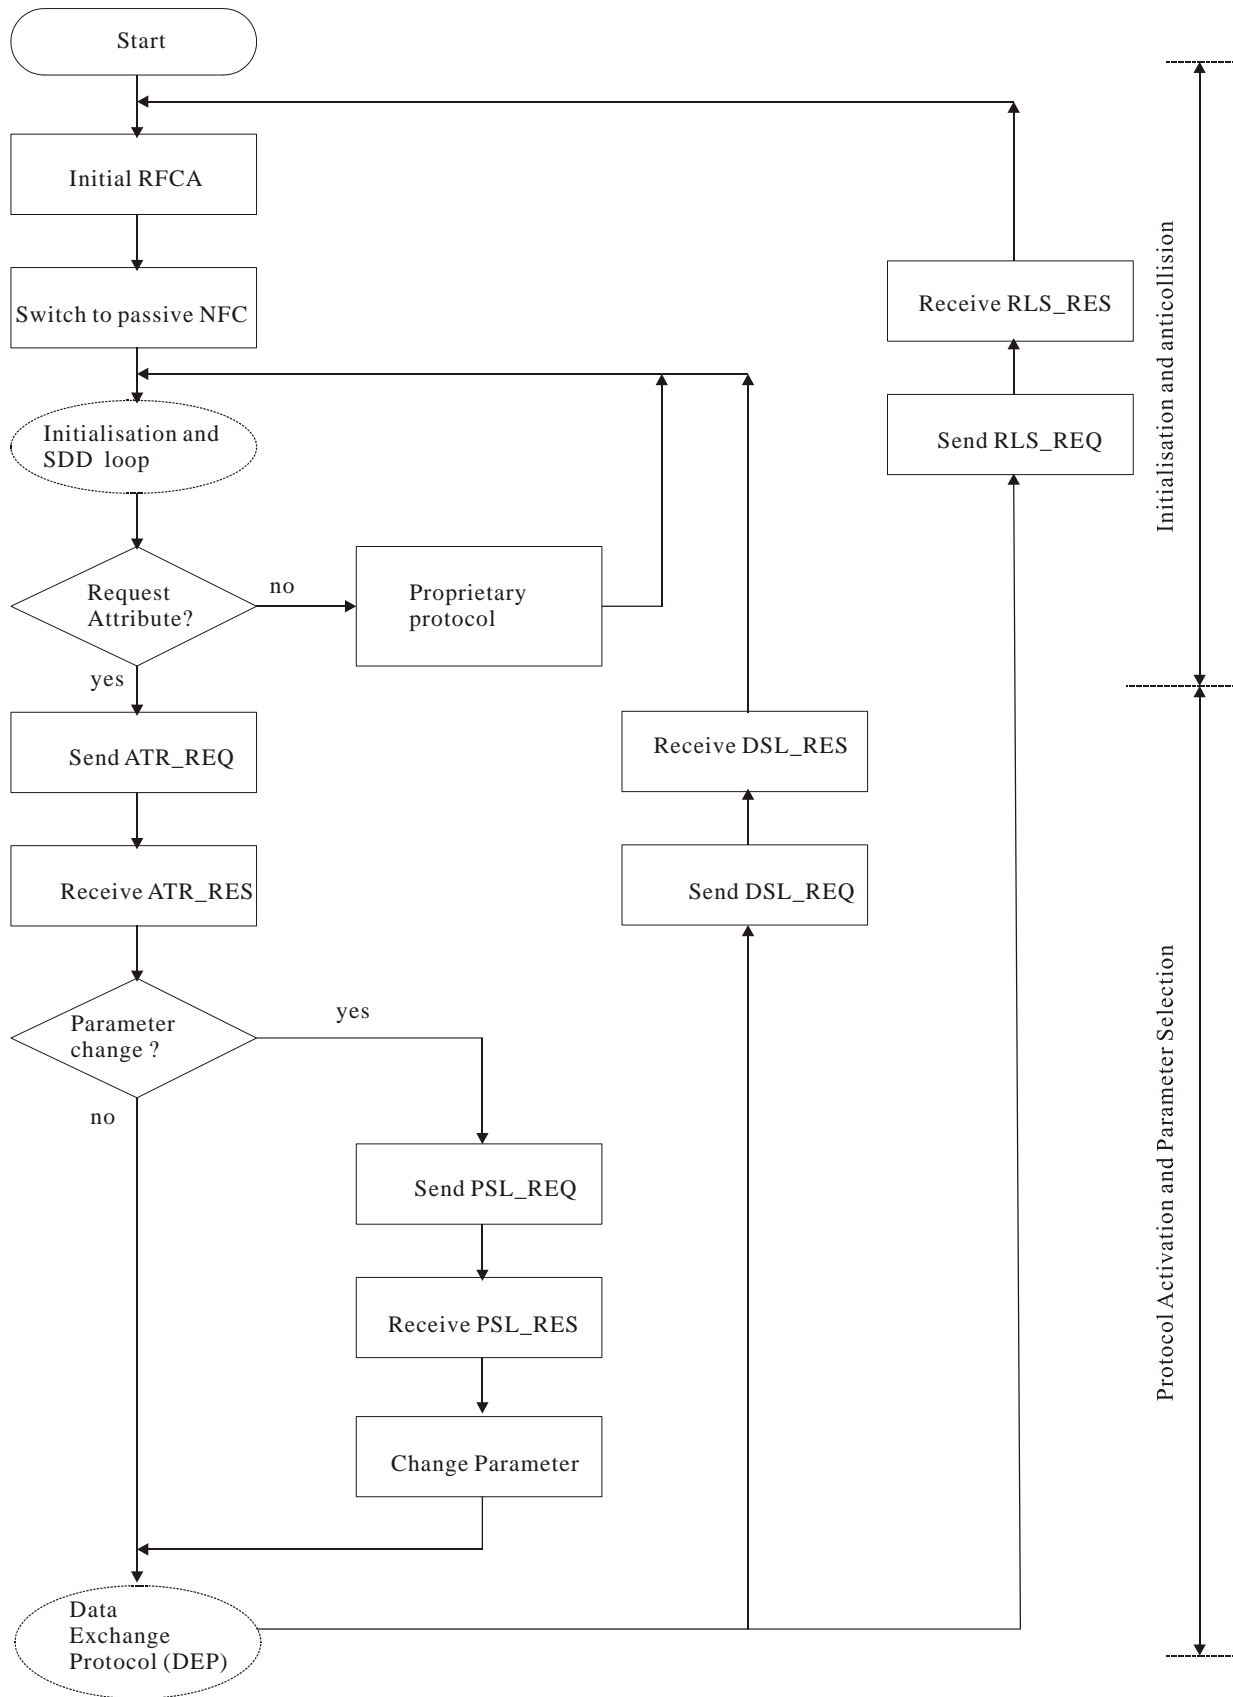 Start
Initial RFCA
Switch to passive NFC
Initialisation and
SDD loop
Request
Attribute?
no
Proprietary
protocol
yes
Send ATR_REQ
Receive ATR_RES
Parameter
change ?
yes
no
Send PSL_REQ
Receive PSL_RES
Change Parameter
Data
Exchange
Protocol (DEP)
Receive DSL_RES
Send DSL_REQ
Receive RLS_RES
Send RLS_REQ
Initialisation and anticollision
Protocol Activation and Parameter Selection